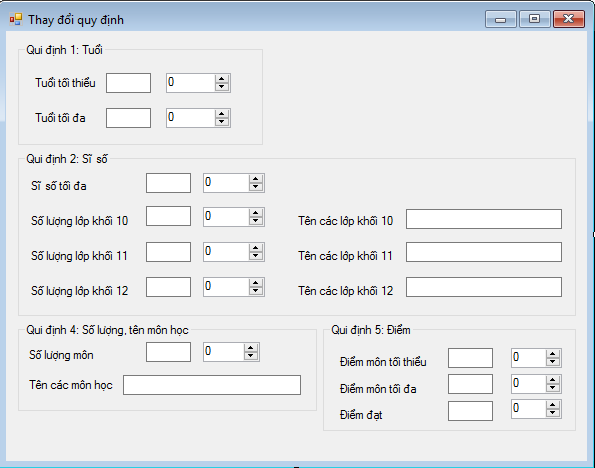 Thay đổi quy định
Qui định 1: Tuổi
Tuổi tối thiểu 0
Tuổi tối đa 0
Qui định 2: Sĩ số
Sĩ số tối đa 0
Số lượng lớp khối 10 0 Tên các lớp khối 10
Số lượng lớp khối 11 0 Tên các lớp khối 11
Số lượng lớp khối 12 0 Tên các lớp khối 12
Qui định 4: Số lượng, tên môn học
Số lượng môn 0
Tên các môn học
Qui định 5: Điểm
Điểm môn tối thiểu 0
Điểm môn tối đa 0
Điểm đạt 0